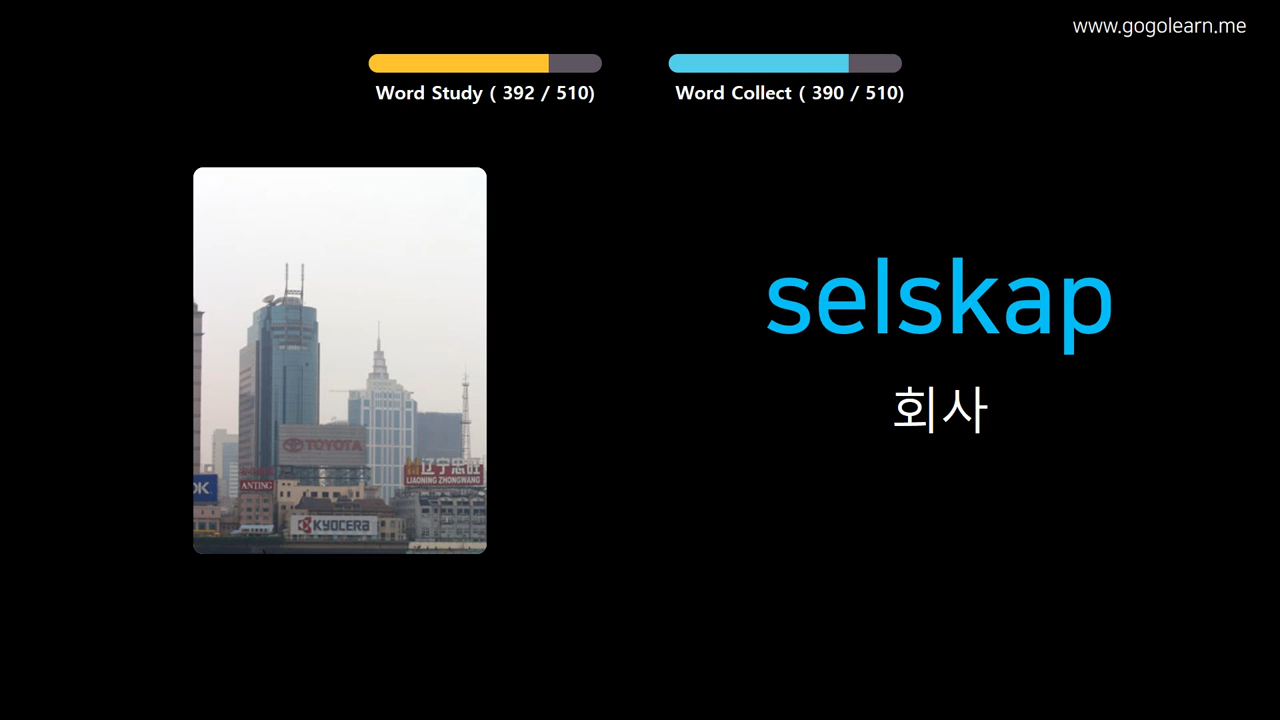 www.gogolearn.me
Word Study ( 392 / 510)
Word Collect ( 390 / 510)
selskap
회사
TOYOTA
辽宁忠旺
LIAONING ZHONGWANG
OK
ANTING
KYOCERA